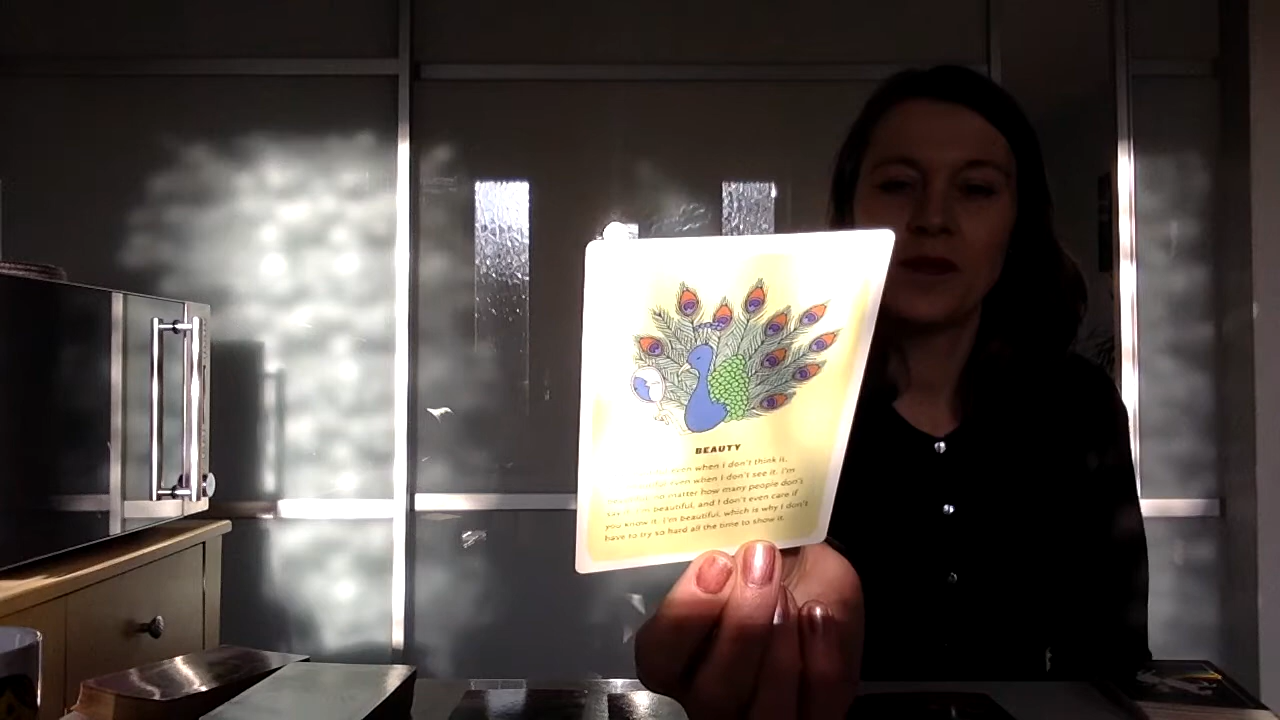 BEAUTY
even when I don't think it.
even when I don't see it. I'm
no matter how many people don't
I'm beautiful, and I don't even care if
you know it. I'm beautiful, which is why I don't
have to try so hard all the time to show it.